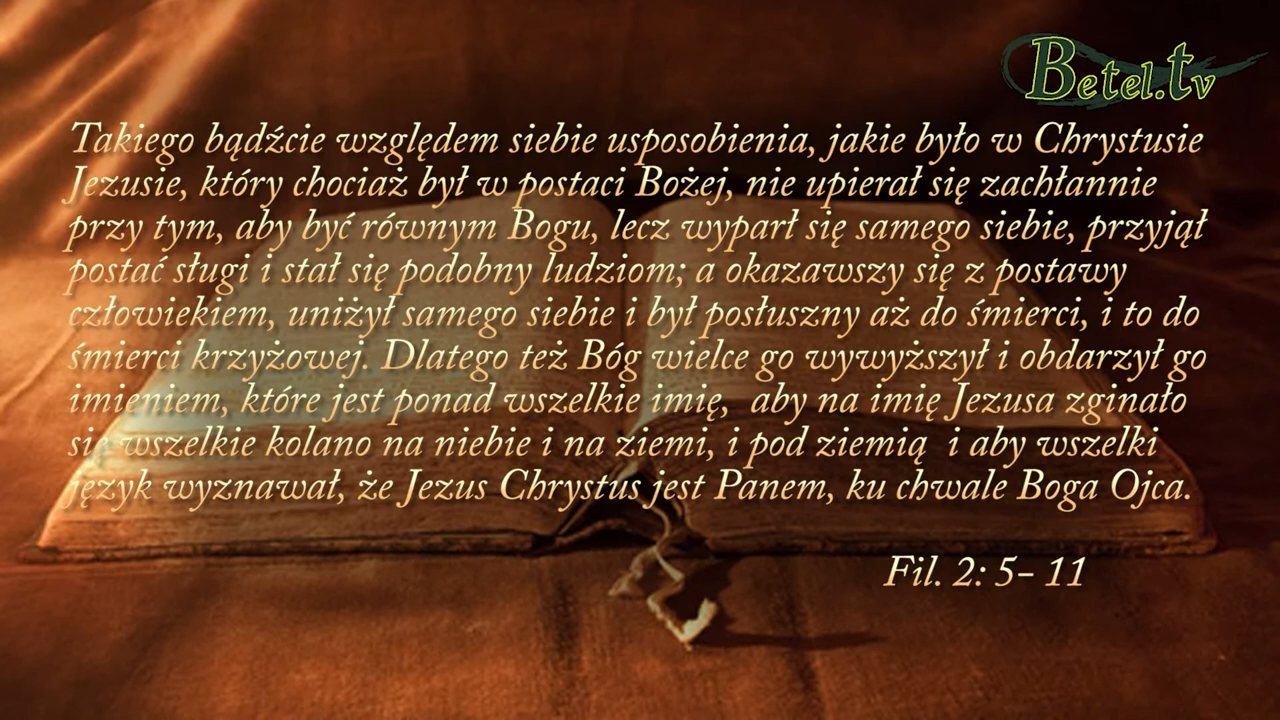 Betel.tv
Takiego bądźcie względem siebie usposobienia, jakie było w Chrystusie
Jezusie, który chociaż był w postaci Bożej, nie upierał się zachłannie
przy tym, aby być równym Bogu, lecz wyparł się samego siebie, przyjął
postać sługi i stał się podobny ludziom; a okazawszy się z postawy
człowiekiem, uniżył samego siebie i był posłuszny aż do śmierci, i to do
śmierci krzyżowej. Dlatego też Bóg wielce go wywyższył i obdarzył go
imieniem, które jest ponad wszelkie imię,  aby na imię Jezusa zginało
się wszelkie kolano na niebie i na ziemi, i pod ziemią  i aby wszelki
język wyznawał, że Jezus Chrystus jest Panem, ku chwale Boga Ojca.
Fil. 2: 5- 11